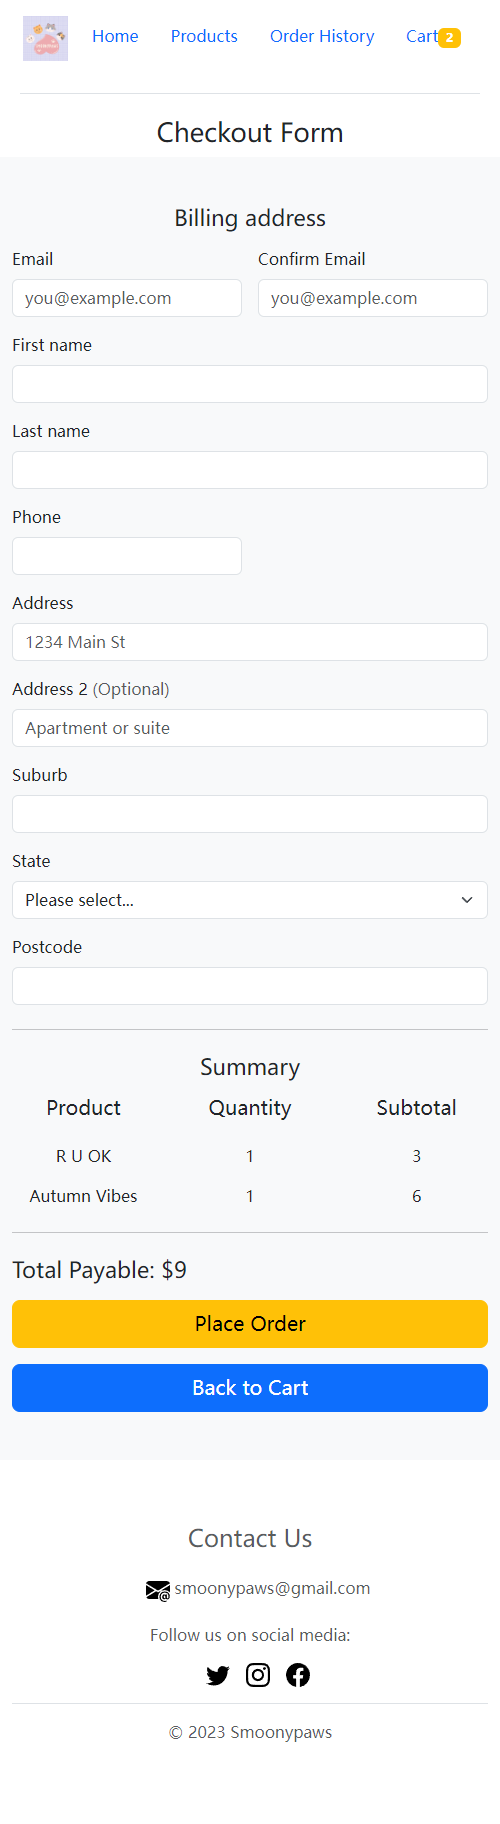 Home Products Order History Cart 2
Checkout Form
Billing address
Email Confirm Email
you@example.com you@example.com
First name
Last name
Phone
Address
1234 Main St
Address 2 (Optional)
Apartment or suite
Suburb
State
Please select...
Postcode
Summary
Product Quantity Subtotal
R U OK 1 3
Autumn Vibes 1 6
Total Payable: $9
Place Order
Back to Cart
Contact Us
smoonypaws@gmail.com
Follow us on social media:
© 2023 Smoonypaws